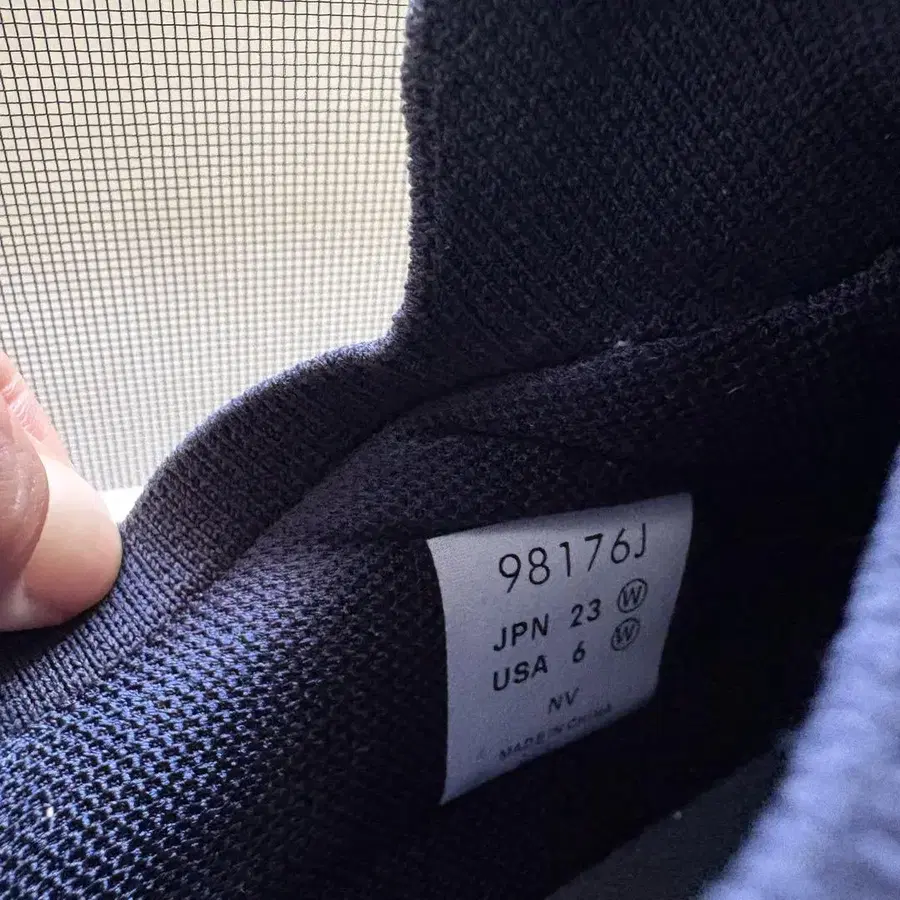 98176J
JPN 23 Ⓦ
USA 6 Ⓦ
NV
MADE IN CHINA